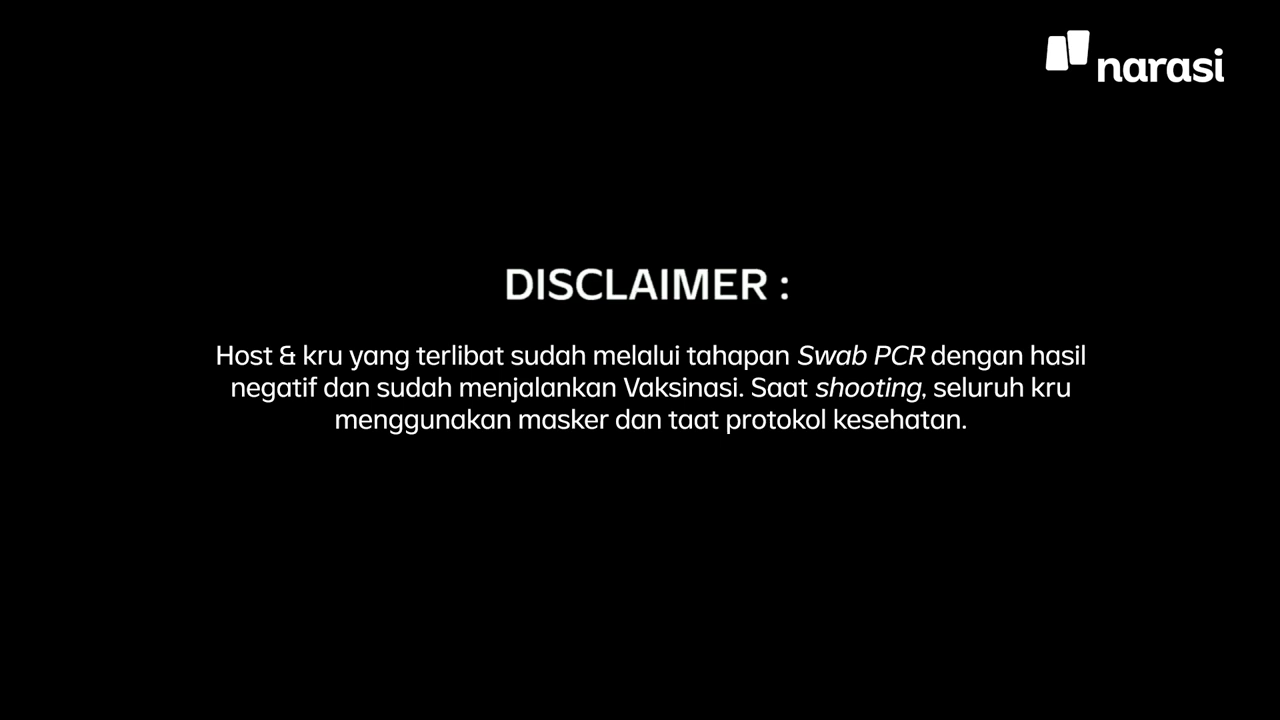 narasi
DISCLAIMER :
Host & kru yang terlibat sudah melalui tahapan Swab PCR dengan hasil
negatif dan sudah menjalankan Vaksinasi. Saat shooting, seluruh kru
menggunakan masker dan taat protokol kesehatan.